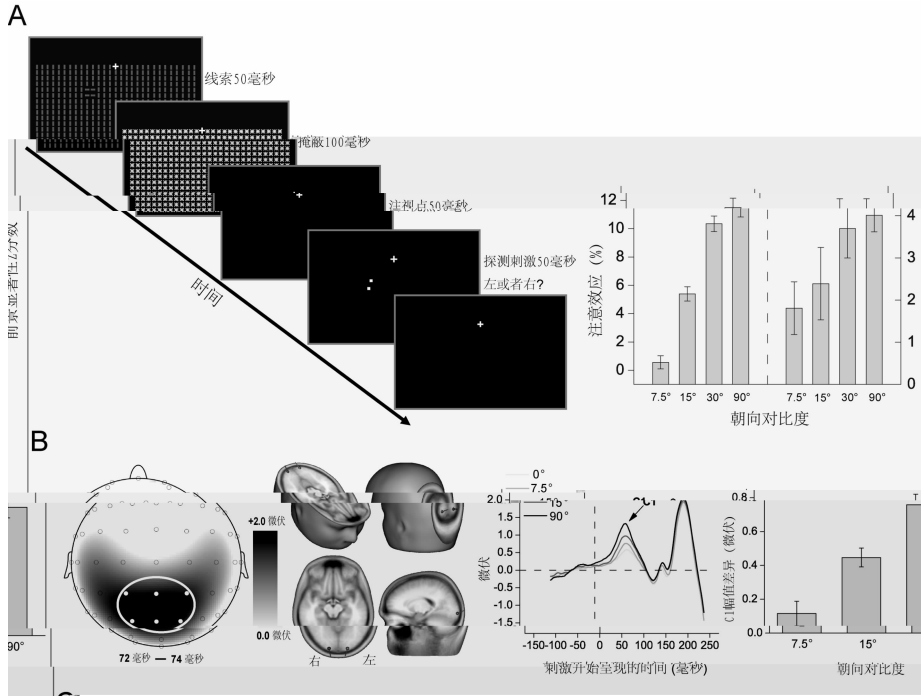 A
线索50毫秒
掩蔽100毫秒
注视点50毫秒
探测刺激50毫秒
左或者右?
时间
注意效应 (%)
12
10
8
6
4
2
0
4
3
2
1
0
7.5° 15° 30° 90° 7.5° 15° 30° 90°
朝向对比度
B
+2.0 微伏
0.0 微伏
72 毫秒 — 74 毫秒
右 左
0°
7.5°
15°
90°
微伏
2.0
1.5
1.0
0.5
0.0
-0.5
-1.0
-1.5
-150 -100 -50 0 50 100 150 200 250
刺激开始呈现的时间 (毫秒)
C1幅值差异 (微伏)
0.8
0.6
0.4
0.2
0.0
7.5° 15°
朝向对比度
90°